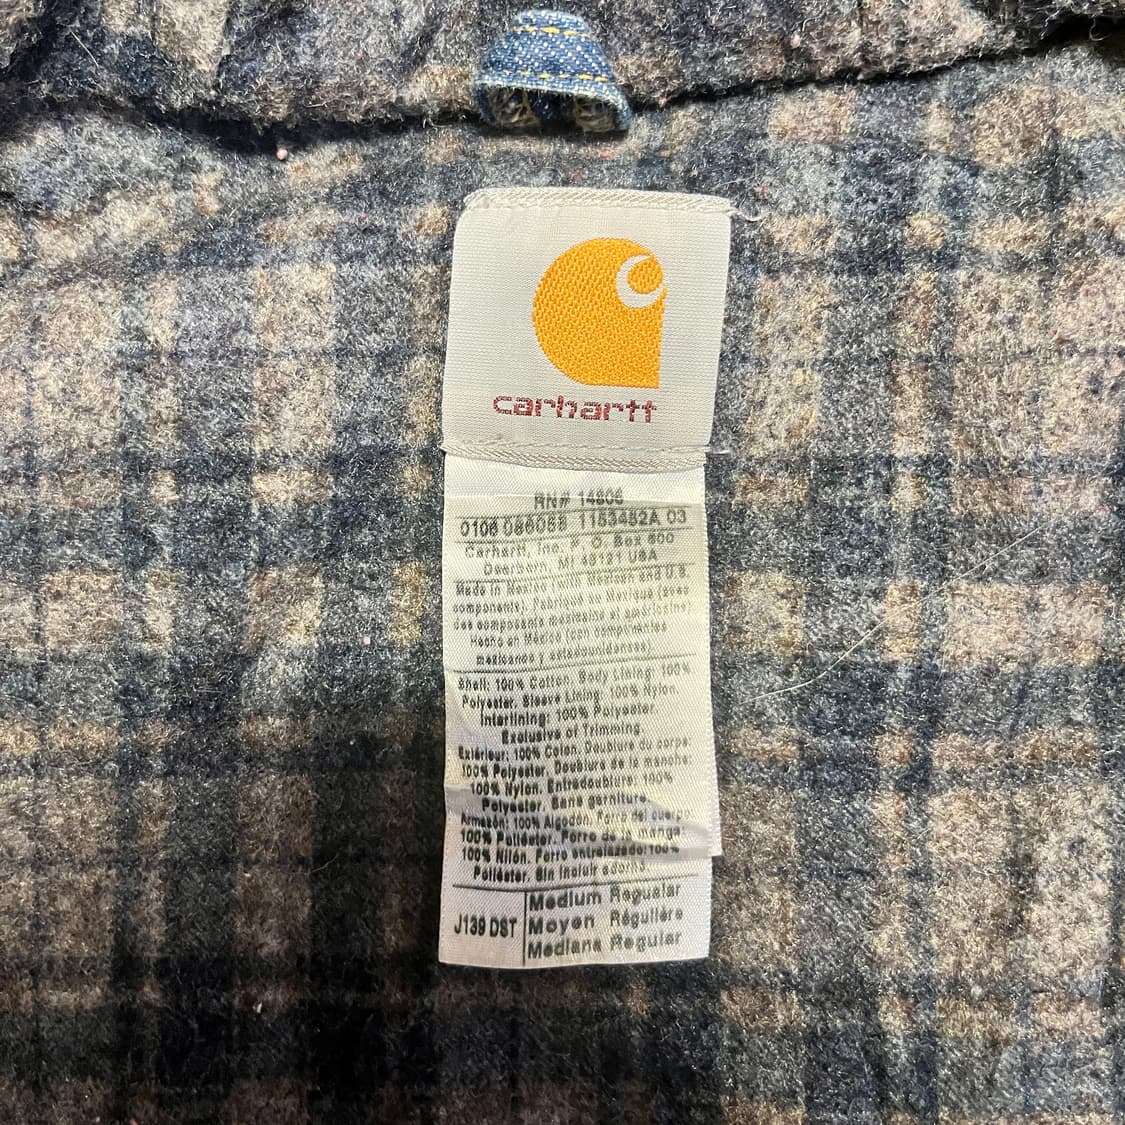 carhartt
RN# 14806
0106 086068 1153482A 03
Carhartt, Inc. P. O. Box 600
Dearborn, MI 48121 USA
Made in Mexico (with Mexican and U.S.
components). Fabriqué au Mexique (avec
des composants mexicains et américains)
Hecho en México (con componentes
mexicanos y estadounidenses).
Shell: 100% Cotton. Body Lining: 100%
Polyester. Sleeve Lining: 100% Nylon.
Interlining: 100% Polyester.
Exclusive of Trimming.
Extérieur: 100% Coton. Doublure du corps:
100% Polyester. Doublure de la manche:
100% Nylon. Entredoublure: 100%
Polyester. Sans garniture.
Armazón: 100% Algodón. Forro del cuerpo:
100% Poliéster. Forro de la manga:
100% Nilón. Forro entrelazado: 100%
Poliéster. Sin incluir adorno.
J139 DST
Medium Regualar
Moyen Régulière
Mediana Regular